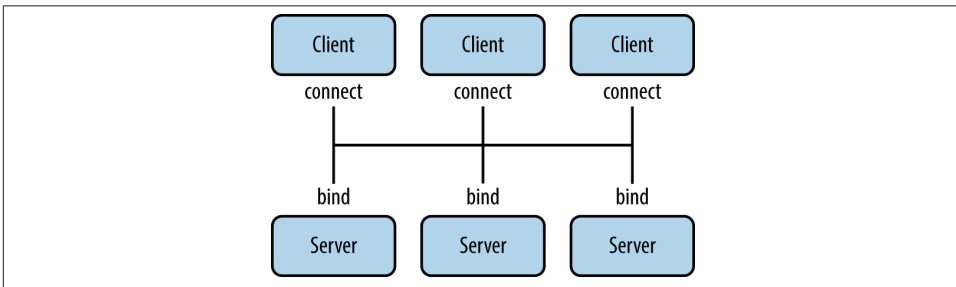 Client Client Client
connect connect connect
bind bind bind
Server Server Server